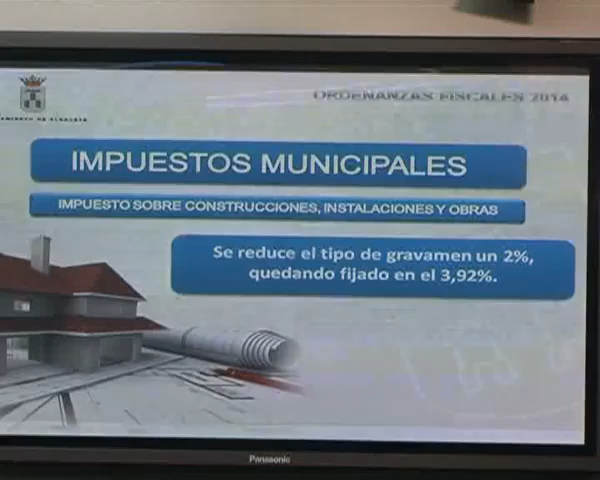 ORDENANZAS FISCALES 2014
IMPUESTOS MUNICIPALES
IMPUESTO SOBRE CONSTRUCCIONES, INSTALACIONES Y OBRAS
Se reduce el tipo de gravamen un 2%,
quedando fijado en el 3,92%.
Panasonic